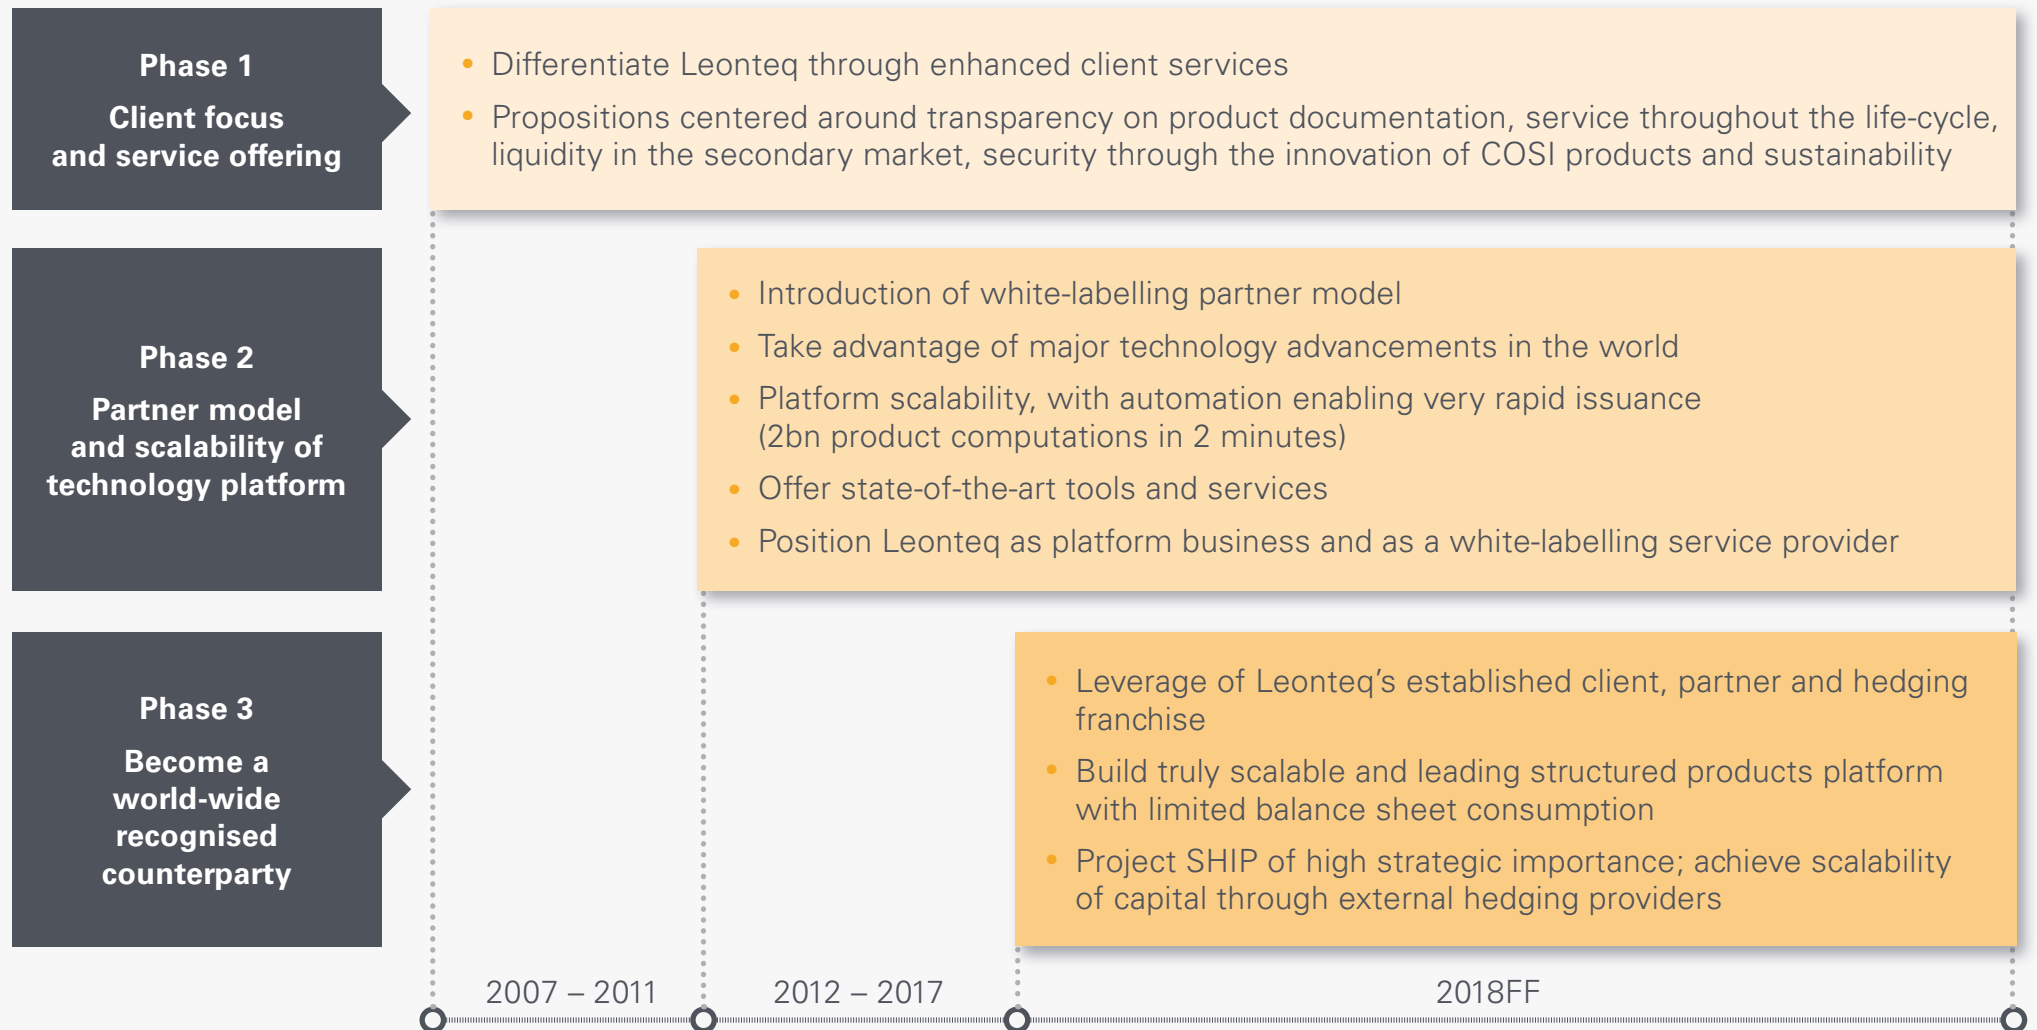 Phase 1
Client focus
and service offering
• Differentiate Leonteq through enhanced client services
• Propositions centered around transparency on product documentation, service throughout the life-cycle,
liquidity in the secondary market, security through the innovation of COSI products and sustainability
Phase 2
Partner model
and scalability of
technology platform
• Introduction of white-labelling partner model
• Take advantage of major technology advancements in the world
• Platform scalability, with automation enabling very rapid issuance
(2bn product computations in 2 minutes)
• Offer state-of-the-art tools and services
• Position Leonteq as platform business and as a white-labelling service provider
Phase 3
Become a
world-wide
recognised
counterparty
• Leverage of Leonteq’s established client, partner and hedging
franchise
• Build truly scalable and leading structured products platform
with limited balance sheet consumption
• Project SHIP of high strategic importance; achieve scalability
of capital through external hedging providers
2007 – 2011
2012 – 2017
2018FF